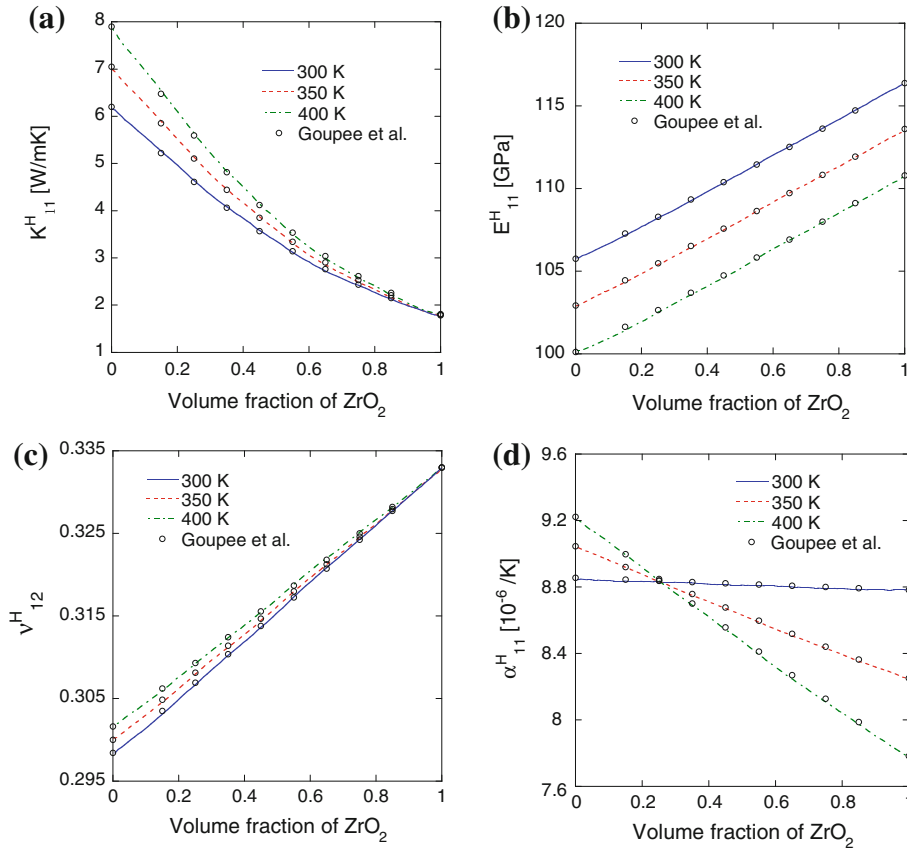 (a)
8
7
6
5
4
3
2
1
K^H_11 [W/mK]
300 K
350 K
400 K
Goupee et al.
0 0.2 0.4 0.6 0.8 1
Volume fraction of ZrO₂
(b)
120
115
110
105
100
E^H_11 [GPa]
300 K
350 K
400 K
Goupee et al.
0 0.2 0.4 0.6 0.8 1
Volume fraction of ZrO₂
(c)
0.335
0.325
0.315
0.305
0.295
ν^H_12
300 K
350 K
400 K
Goupee et al.
0 0.2 0.4 0.6 0.8 1
Volume fraction of ZrO₂
(d)
9.6
9.2
8.8
8.4
8
7.6
α^H_11 [10⁻⁶ /K]
300 K
350 K
400 K
Goupee et al.
0 0.2 0.4 0.6 0.8 1
Volume fraction of ZrO₂